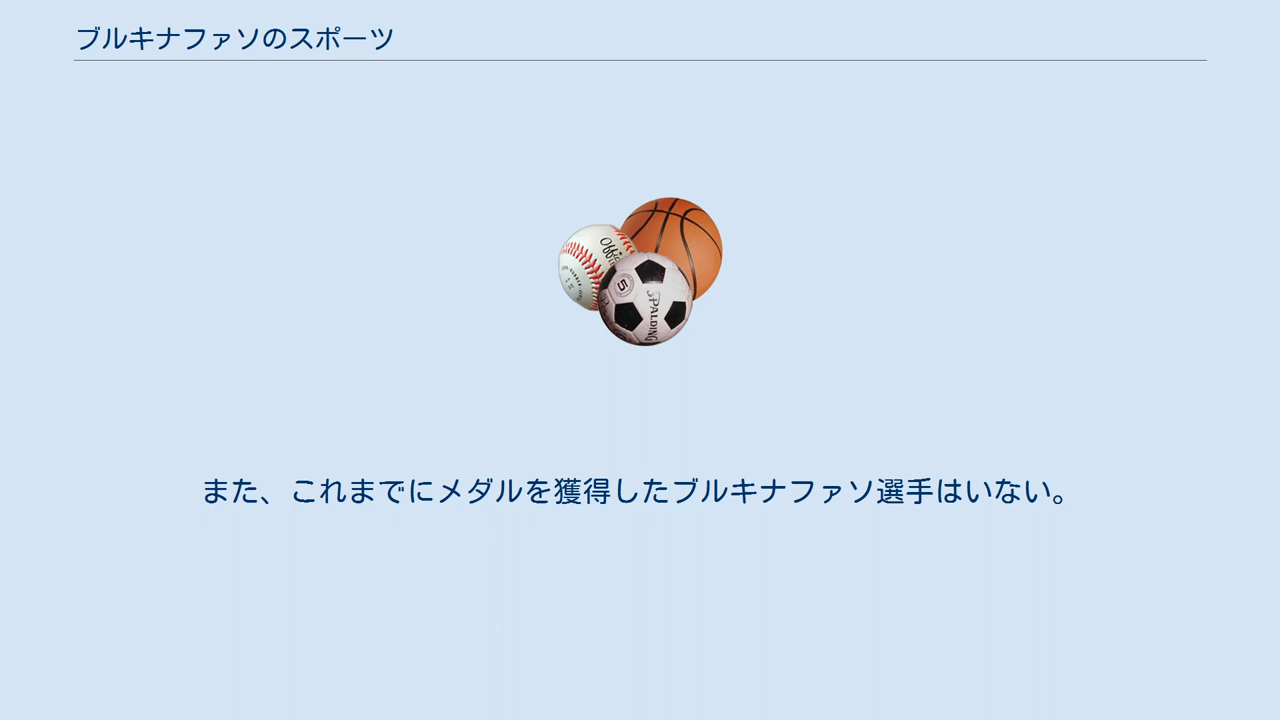 ブルキナファソのスポーツ
Offici
5
SPALDING
また、これまでにメダルを獲得したブルキナファソ選手はいない。